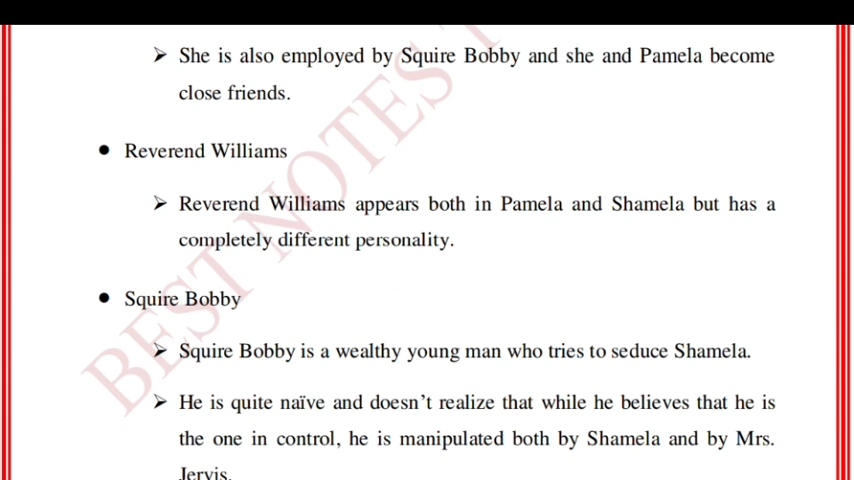 She is also employed by Squire Bobby and she and Pamela become
close friends.
Reverend Williams
Reverend Williams appears both in Pamela and Shamela but has a
completely different personality.
Squire Bobby
Squire Bobby is a wealthy young man who tries to seduce Shamela.
He is quite naïve and doesn’t realize that while he believes that he is
the one in control, he is manipulated both by Shamela and by Mrs.
Jervis.
BEST NOTES